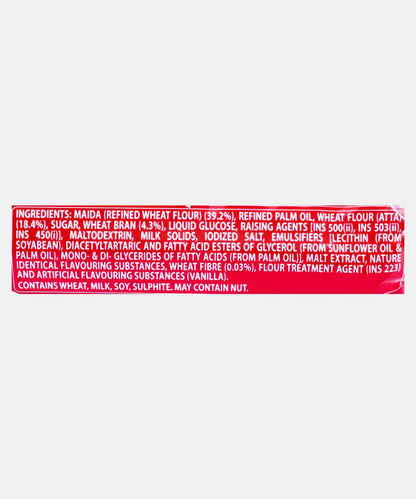 INGREDIENTS: MAIDA (REFINED WHEAT FLOUR) (39.2%), REFINED PALM OIL, WHEAT FLOUR (ATTA)
(18.4%), SUGAR, WHEAT BRAN (4.3%), LIQUID GLUCOSE, RAISING AGENTS [INS 500(ii), INS 503(ii),
INS 450(i)], MALTODEXTRIN, MILK SOLIDS, IODIZED SALT, EMULSIFIERS [LECITHIN (FROM
SOYABEAN), DIACETYLTARTARIC AND FATTY ACID ESTERS OF GLYCEROL (FROM SUNFLOWER OIL &
PALM OIL), MONO- & DI- GLYCERIDES OF FATTY ACIDS (FROM PALM OIL)], MALT EXTRACT, NATURE
IDENTICAL FLAVOURING SUBSTANCES, WHEAT FIBRE (0.03%), FLOUR TREATMENT AGENT (INS 223)
AND ARTIFICIAL FLAVOURING SUBSTANCES (VANILLA).
CONTAINS WHEAT, MILK, SOY, SULPHITE. MAY CONTAIN NUT.